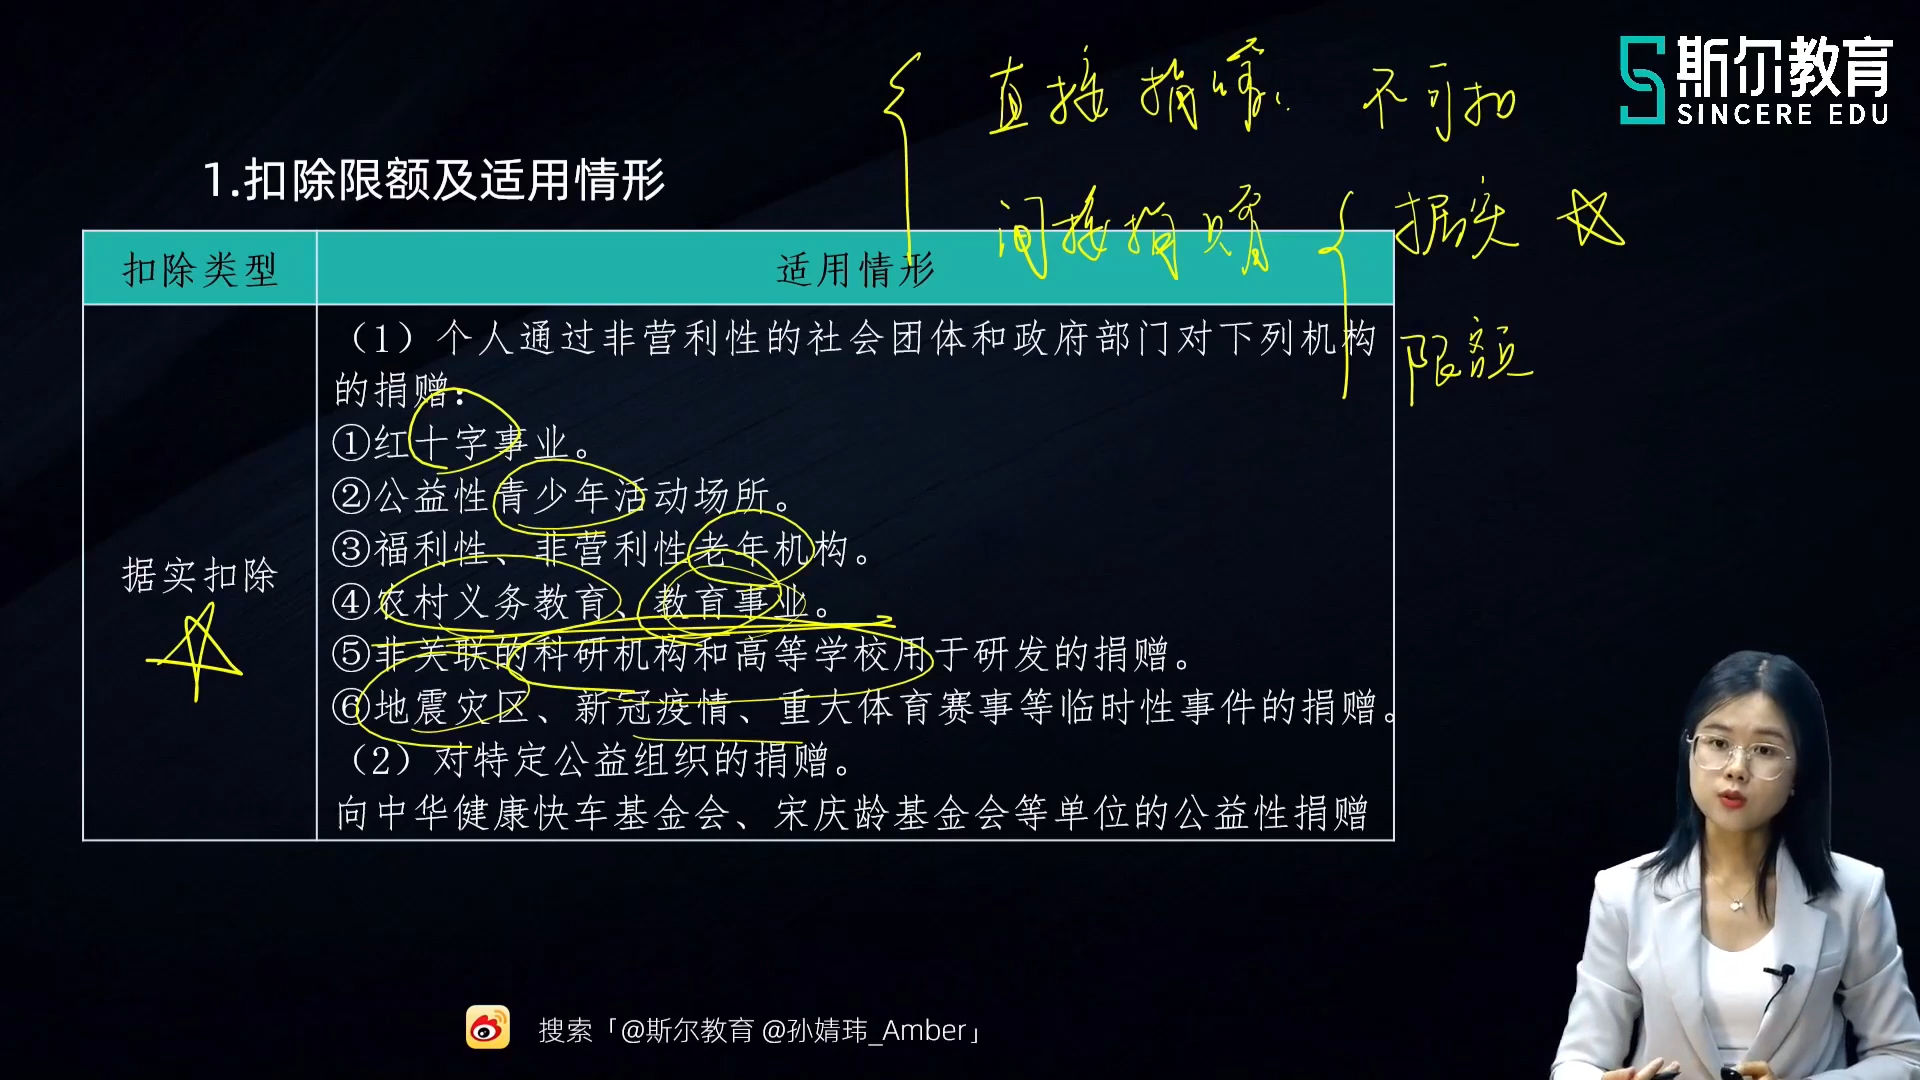 斯尔教育
SINCERE EDU
直接捐赠 不可扣
间接捐赠 据实
限额
1.扣除限额及适用情形
扣除类型 适用情形
据实扣除
（1）个人通过非营利性的社会团体和政府部门对下列机构
的捐赠：
①红十字事业。
②公益性青少年活动场所。
③福利性、非营利性老年机构。
④农村义务教育、教育事业。
⑤非关联的科研机构和高等学校用于研发的捐赠。
⑥地震灾区、新冠疫情、重大体育赛事等临时性事件的捐赠。
（2）对特定公益组织的捐赠。
向中华健康快车基金会、宋庆龄基金会等单位的公益性捐赠
搜索「@斯尔教育 @孙婧玮_Amber」